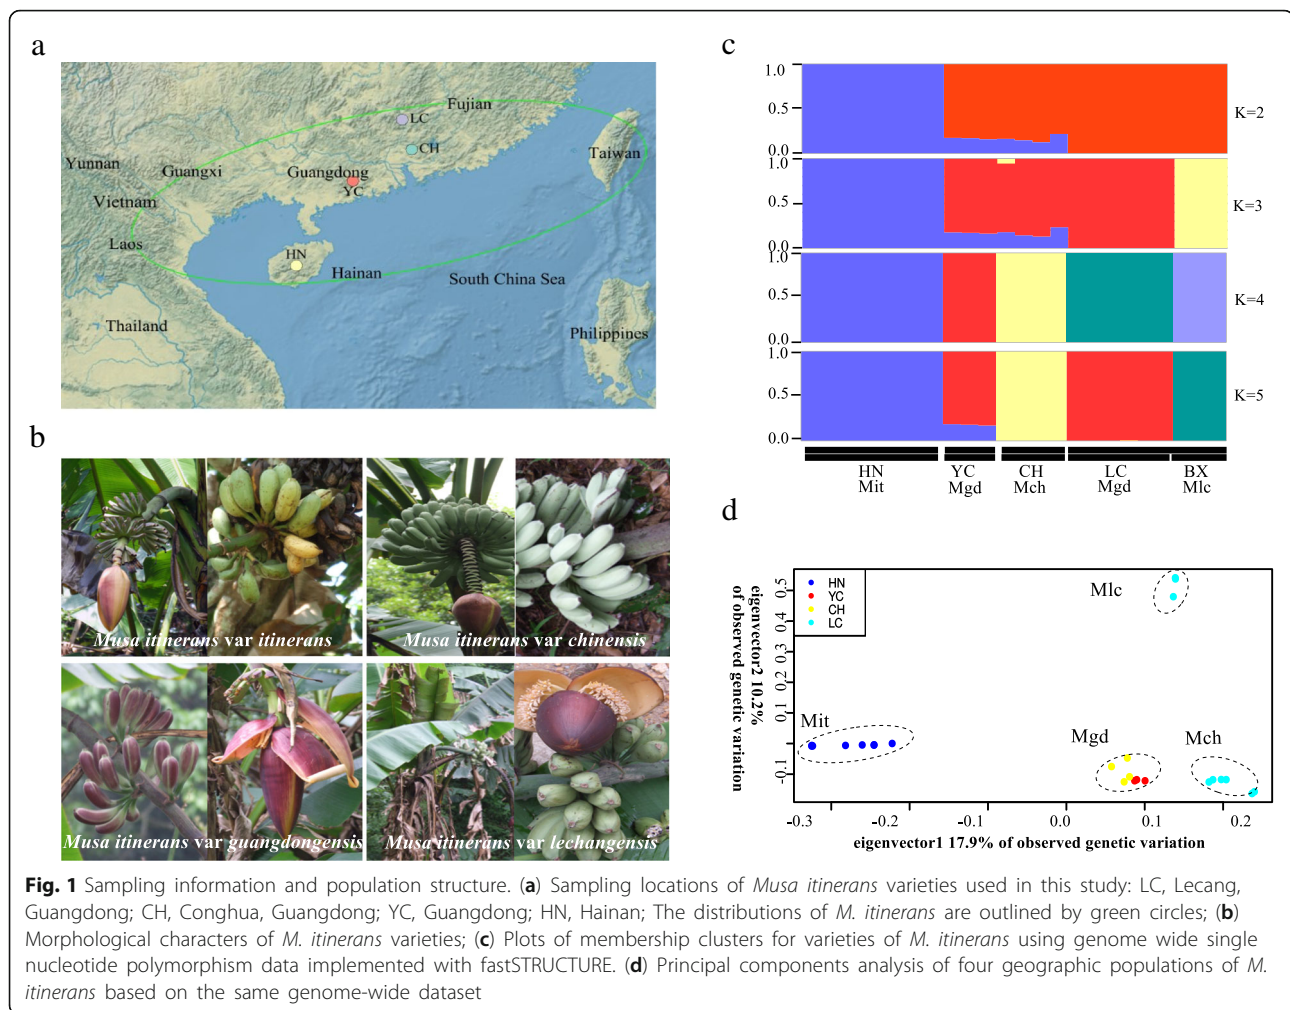 a
Fujian
LC
CH
Taiwan
Yunnan
Guangxi
Guangdong
YC
Vietnam
Laos
HN
Hainan
South China Sea
Thailand
Philippines
b
Musa itinerans var itinerans
Musa itinerans var chinensis
Musa itinerans var guangdongensis
Musa itinerans var lechangensis
c
1.0
0.5
0.0
K=2
1.0
0.5
0.0
K=3
1.0
0.5
0.0
K=4
1.0
0.5
0.0
K=5
HN YC CH LC BX
Mit Mgd Mch Mgd Mlc
d
eigenvector2 10.2%
of observed genetic variation
0.5
0.4
0.3
0.2
0.1
-0.1
HN
YC
CH
LC
Mlc
Mit
Mgd
Mch
-0.3 -0.2 -0.1 0.0 0.1 0.2
eigenvector1 17.9% of observed genetic variation
Fig. 1 Sampling information and population structure. (a) Sampling locations of Musa itinerans varieties used in this study: LC, Lecang,
Guangdong; CH, Conghua, Guangdong; YC, Guangdong; HN, Hainan; The distributions of M. itinerans are outlined by green circles; (b)
Morphological characters of M. itinerans varieties; (c) Plots of membership clusters for varieties of M. itinerans using genome wide single
nucleotide polymorphism data implemented with fastSTRUCTURE. (d) Principal components analysis of four geographic populations of M.
itinerans based on the same genome-wide dataset